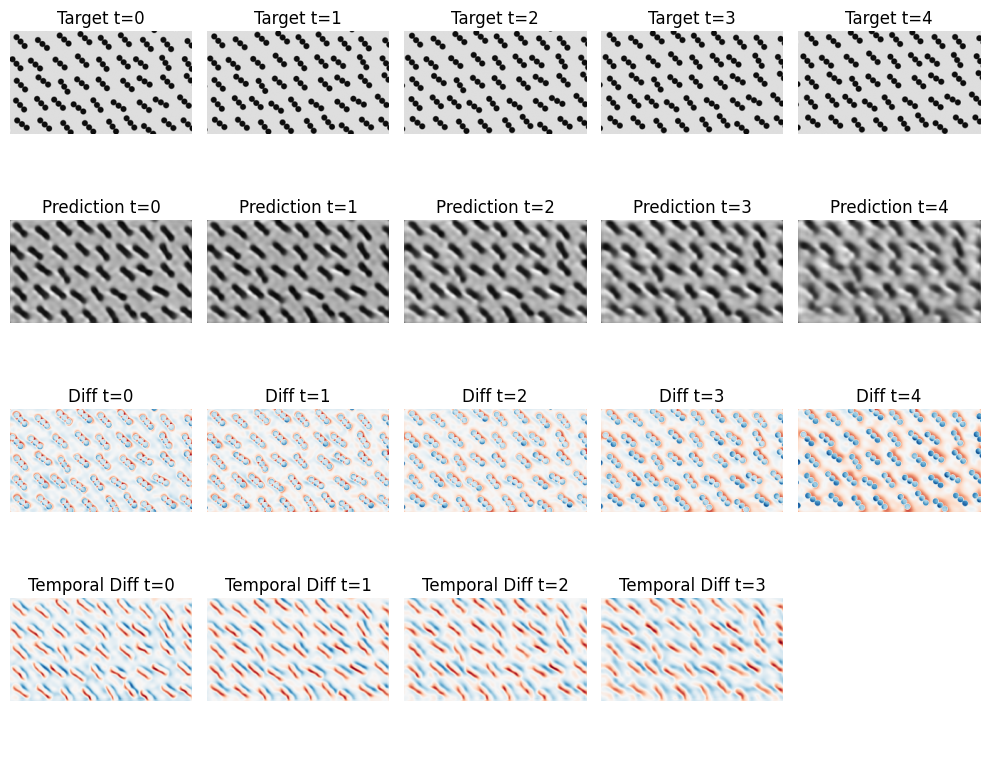 Target t=0 Target t=1 Target t=2 Target t=3 Target t=4
Prediction t=0 Prediction t=1 Prediction t=2 Prediction t=3 Prediction t=4
Diff t=0 Diff t=1 Diff t=2 Diff t=3 Diff t=4
Temporal Diff t=0 Temporal Diff t=1 Temporal Diff t=2 Temporal Diff t=3